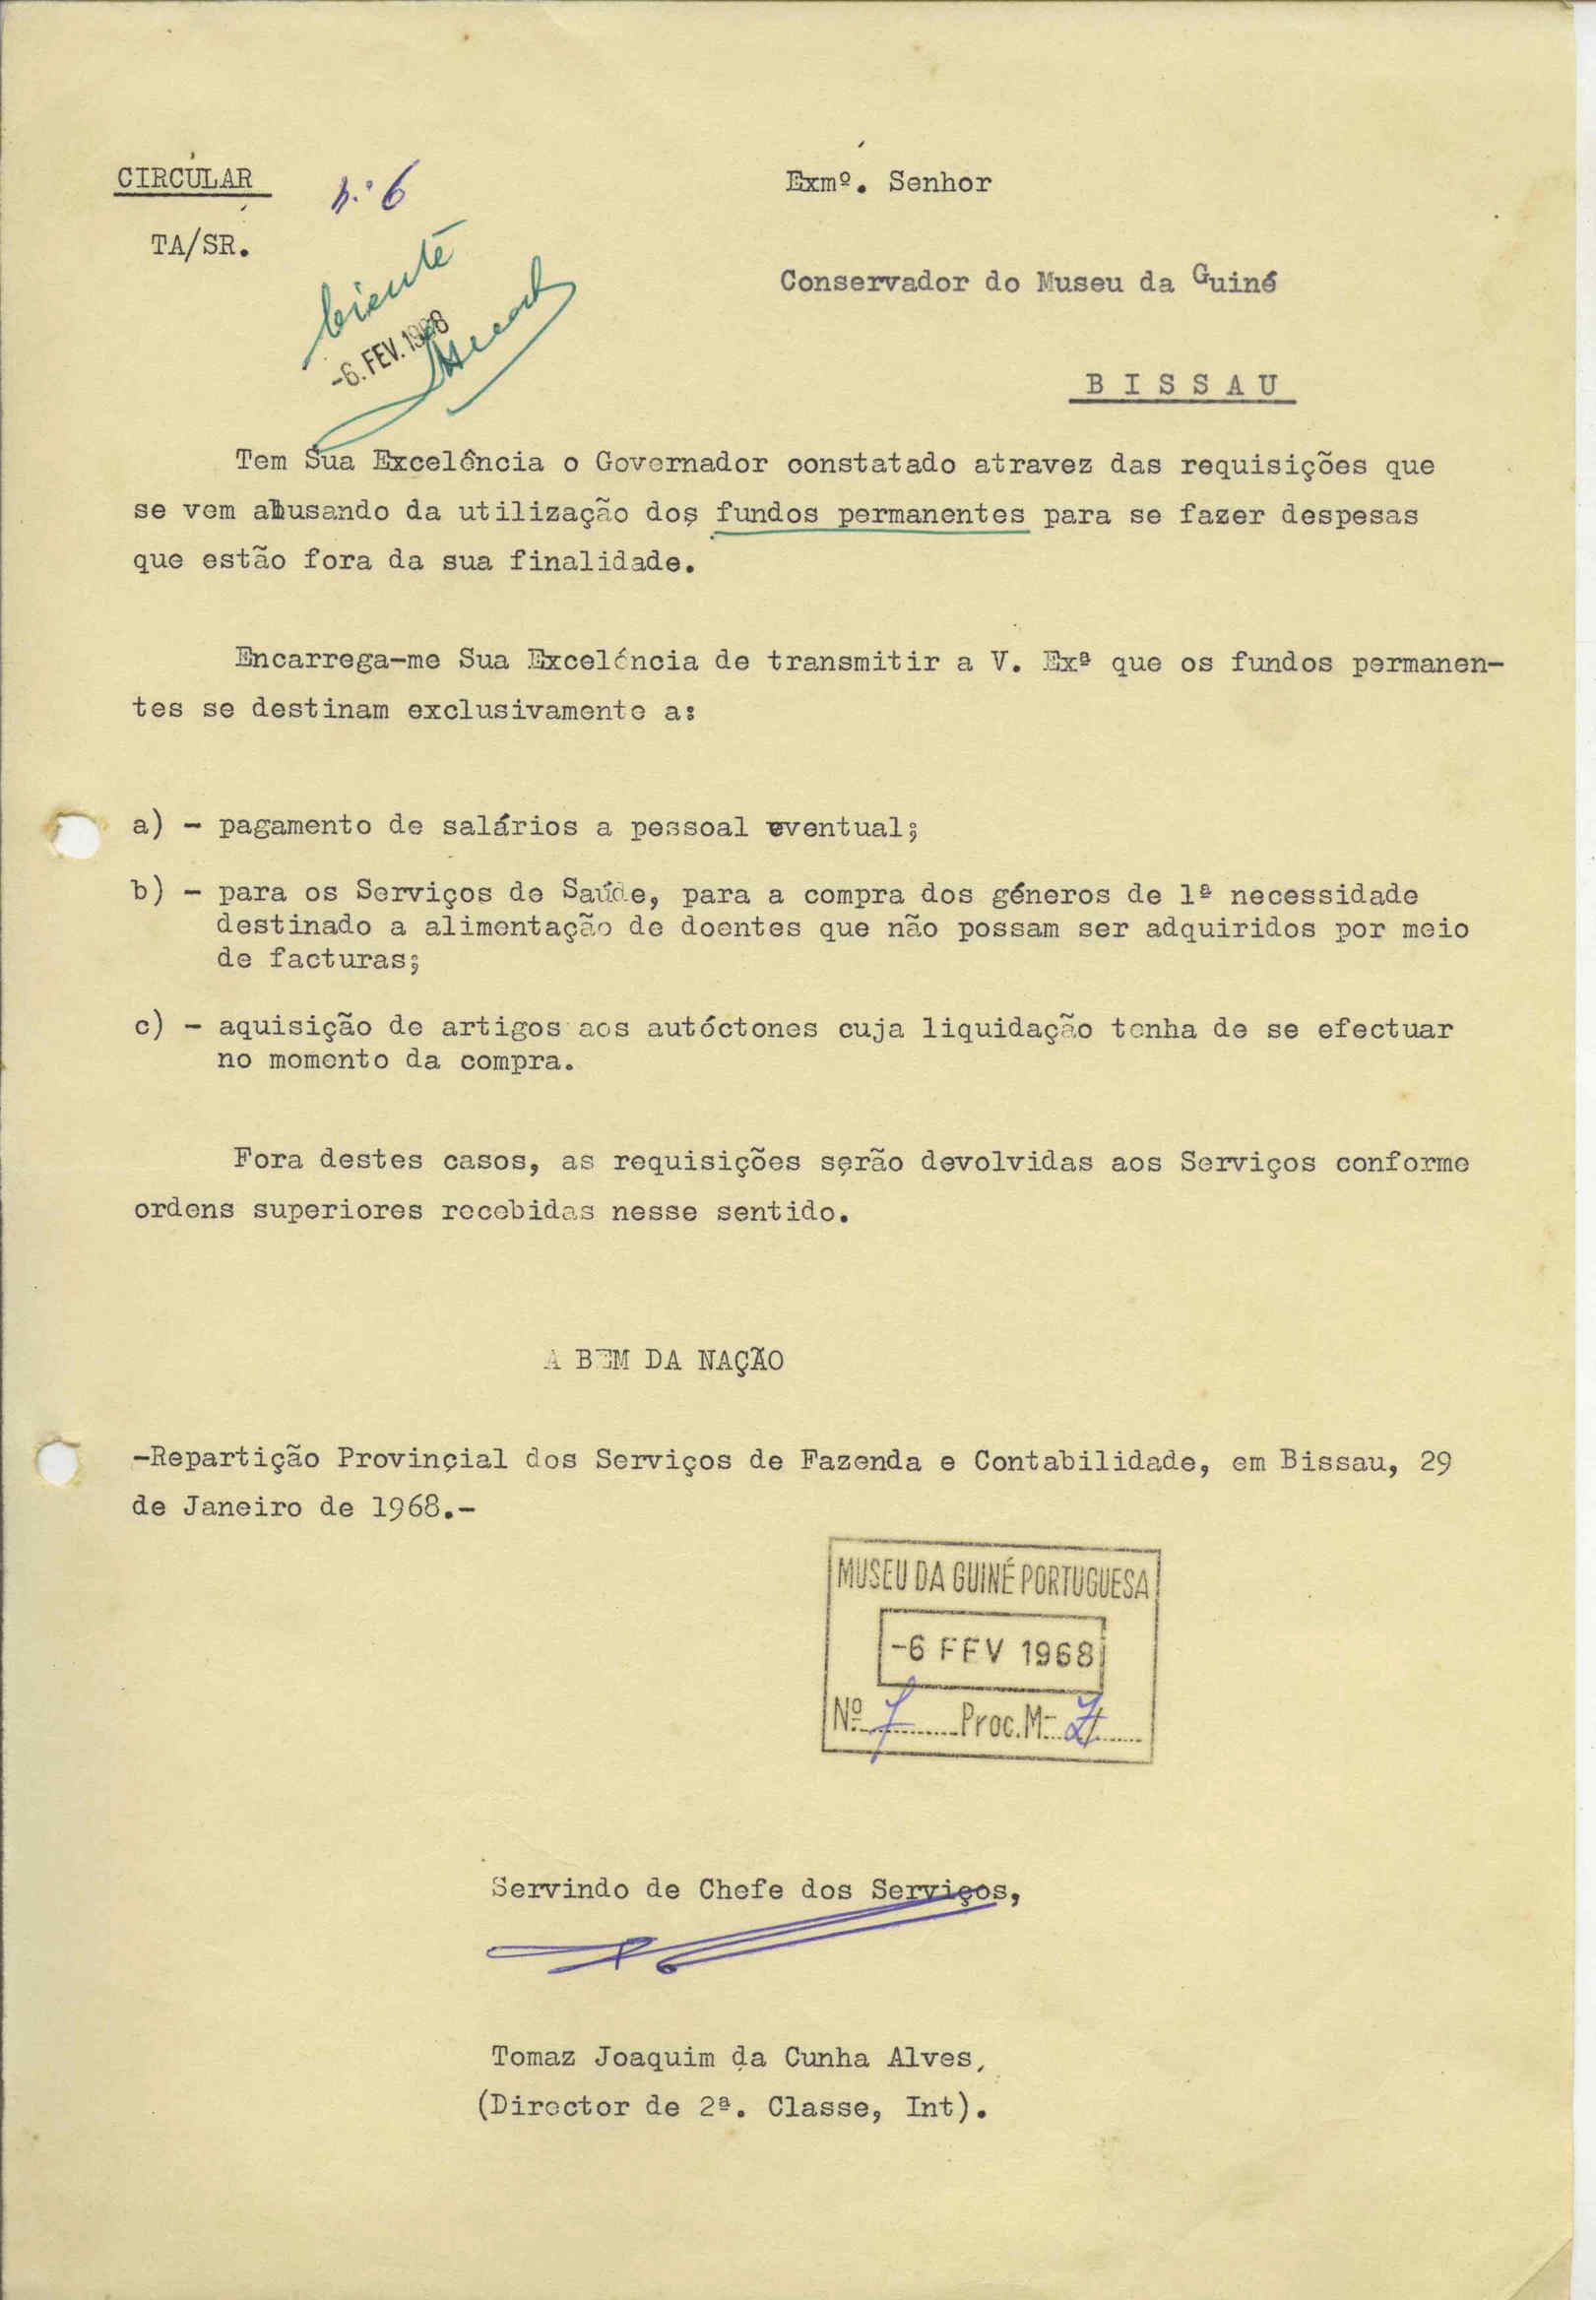 CIRCULAR
n.º 6
TA/SR.
Exmº. Senhor
Conservador do Museu da Guiné
B I S S A U
Ciente
-6. FEV. 1968
Tem Sua Excelência o Governador constatado atravez das requisições que
se vem abusando da utilização dos fundos permanentes para se fazer despesas
que estão fora da sua finalidade.
Encarrega-me Sua Excelência de transmitir a V. Exª que os fundos permanen-
tes se destinam exclusivamente a:
a) - pagamento de salários a pessoal eventual;
b) - para os Serviços de Saúde, para a compra dos géneros de 1ª necessidade
destinado a alimentação de doentes que não possam ser adquiridos por meio
de facturas;
c) - aquisição de artigos aos autóctones cuja liquidação tenha de se efectuar
no momento da compra.
Fora destes casos, as requisições serão devolvidas aos Serviços conforme
ordens superiores recebidas nesse sentido.
A BEM DA NAÇÃO
-Repartição Provinçial dos Serviços de Fazenda e Contabilidade, em Bissau, 29
de Janeiro de 1968.-
MUSEU DA GUINÉ PORTUGUESA
-6 FEV 1968
Nº 7 Proc. M-
Servindo de Chefe dos Serviços,
Tomaz Joaquim da Cunha Alves,
(Director de 2ª. Classe, Int).